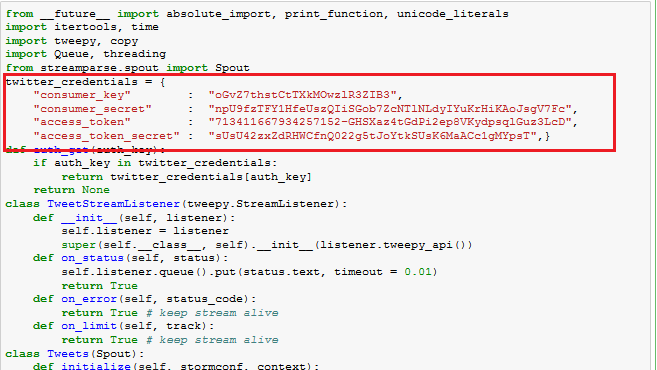 from __future__ import absolute_import, print_function, unicode_literals
import itertools, time
import tweepy, copy
import Queue, threading
from streamparse.spout import Spout
twitter_credentials = {
    "consumer_key"        :  "oGvZ7thstCtTXkMOwzlR3ZIB3",
    "consumer_secret"     :  "npU9fzTFY1HfeUszQIiSGob7ZcNTlNLdyIYuKrHiKAoJsgV7Fc",
    "access_token"        :  "713411667934257152-GHSXaz4tGdPi2ep8VKydpsqlGuz3LcD",
    "access_token_secret" :  "sUsU42zxZdRHWCfnQ022g5tJoYtkSUsK6MaACc1gMYpsT",}
def auth_get(auth_key):
    if auth_key in twitter_credentials:
        return twitter_credentials[auth_key]
    return None
class TweetStreamListener(tweepy.StreamListener):
    def __init__(self, listener):
        self.listener = listener
        super(self.__class__, self).__init__(listener.tweepy_api())
    def on_status(self, status):
        self.listener.queue().put(status.text, timeout = 0.01)
        return True
    def on_error(self, status_code):
        return True # keep stream alive
    def on_limit(self, track):
        return True # keep stream alive
class Tweets(Spout):
    def initialize(self, stormconf, context):